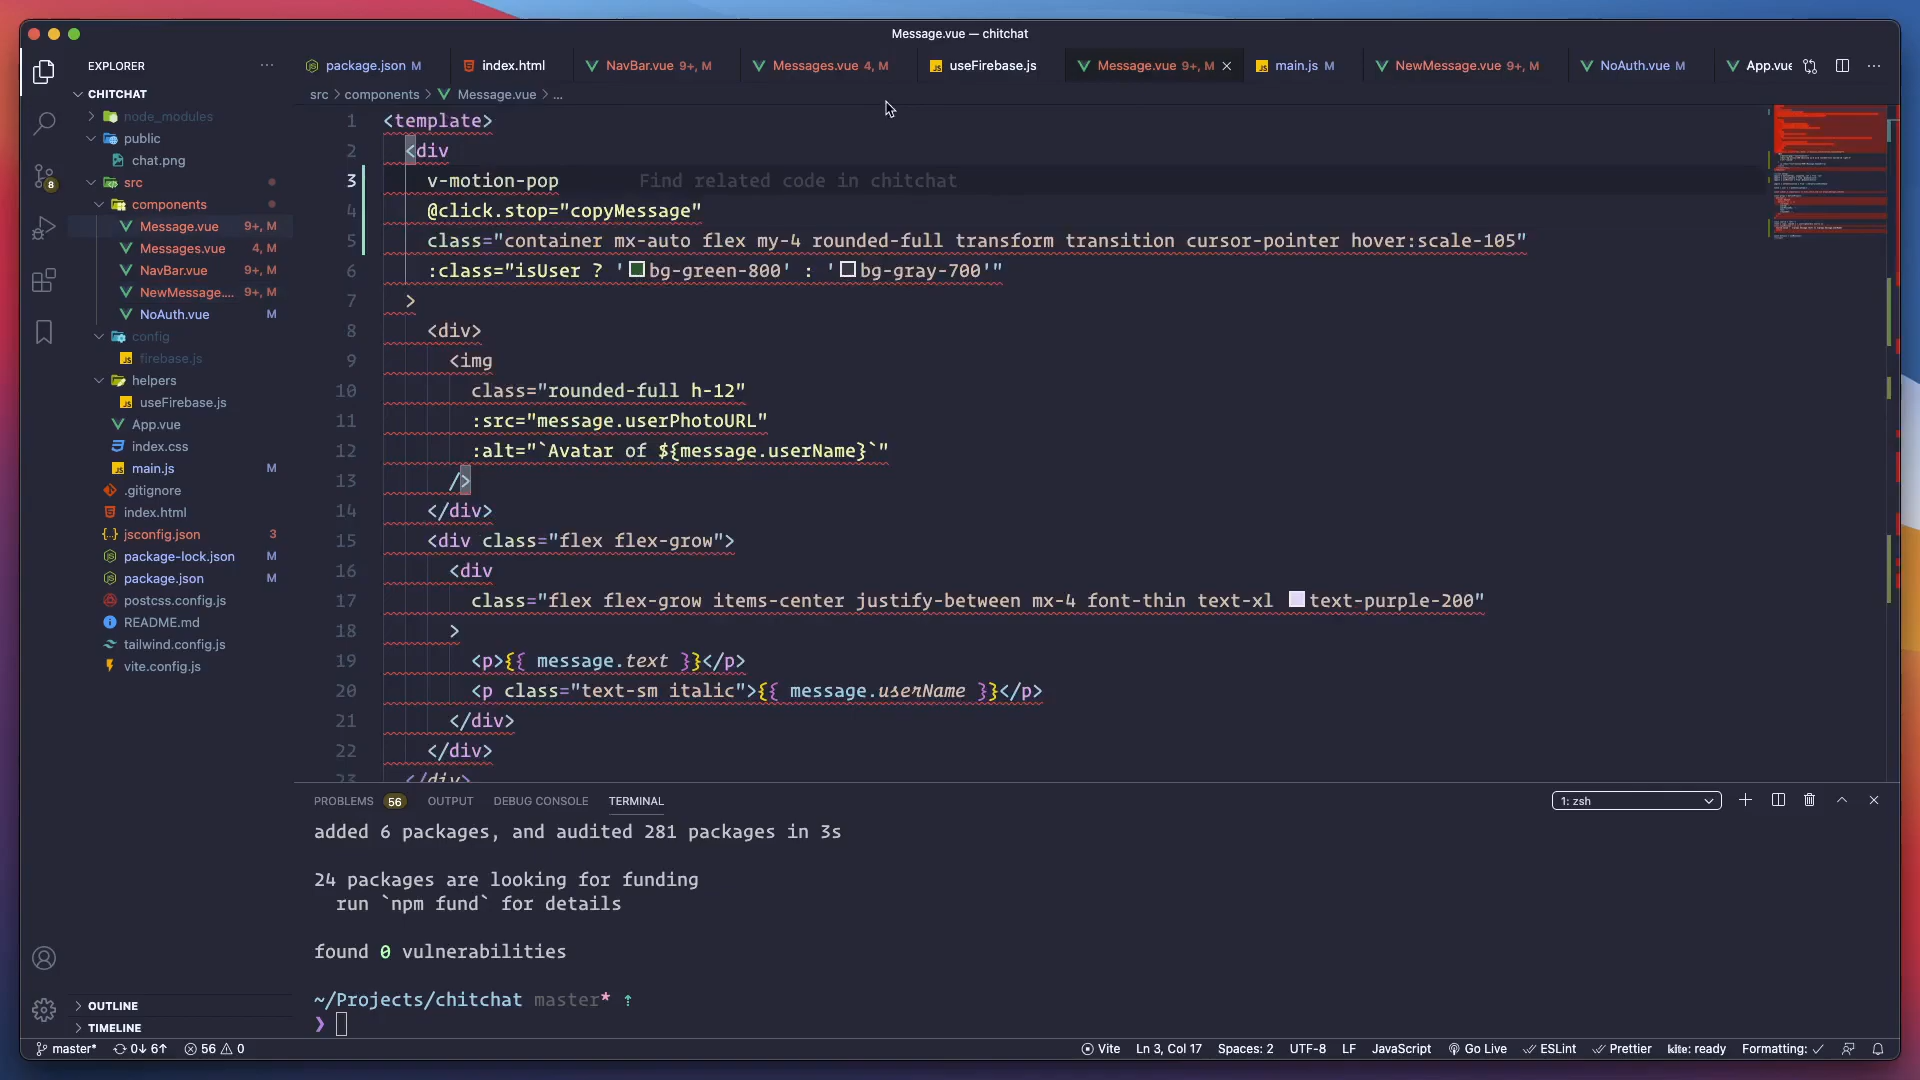 Message.vue — chitchat
EXPLORER
package.json M
index.html
NavBar.vue 9+, M
Messages.vue 4, M
useFirebase.js
Message.vue 9+, M
main.js M
NewMessage.vue 9+, M
NoAuth.vue M
App.vue
src > components > Message.vue > ...
CHITCHAT
node_modules
public
chat.png
src
components
Message.vue 9+, M
Messages.vue 4, M
NavBar.vue 9+, M
NewMessage.... 9+, M
NoAuth.vue M
config
firebase.js
helpers
useFirebase.js
App.vue
index.css
main.js M
.gitignore
index.html
jsconfig.json 3
package-lock.json M
package.json M
postcss.config.js
README.md
tailwind.config.js
vite.config.js
OUTLINE
TIMELINE
8
1 <template>
2 <div
3 v-motion-pop Find related code in chitchat
4 @click.stop="copyMessage"
5 class="container mx-auto flex my-4 rounded-full transform transition cursor-pointer hover:scale-105"
6 :class="isUser ? 'bg-green-800' : 'bg-gray-700'"
7 >
8 <div>
9 <img
10 class="rounded-full h-12"
11 :src="message.userPhotoURL"
12 :alt="`Avatar of ${message.userName}`"
13 />
14 </div>
15 <div class="flex flex-grow">
16 <div
17 class="flex flex-grow items-center justify-between mx-4 font-thin text-xl text-purple-200"
18 >
19 <p>{{ message.text }}</p>
20 <p class="text-sm italic">{{ message.userName }}</p>
21 </div>
22 </div>
23 </div>
PROBLEMS 56 OUTPUT DEBUG CONSOLE TERMINAL 1: zsh
added 6 packages, and audited 281 packages in 3s
24 packages are looking for funding
run `npm fund` for details
found 0 vulnerabilities
~/Projects/chitchat master* ⇡
❯
master* 0↓ 6↑ 56 0 Vite Ln 3, Col 17 Spaces: 2 UTF-8 LF JavaScript Go Live ESLint Prettier kite: ready Formatting: ✓